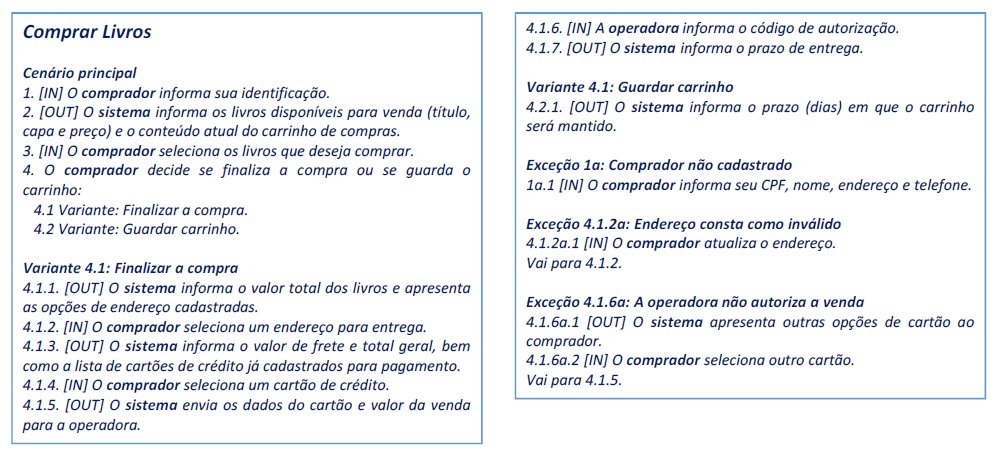 Comprar Livros
Cenário principal
1. [IN] O comprador informa sua identificação.
2. [OUT] O sistema informa os livros disponíveis para venda (título,
capa e preço) e o conteúdo atual do carrinho de compras.
3. [IN] O comprador seleciona os livros que deseja comprar.
4. O comprador decide se finaliza a compra ou se guarda o
carrinho:
4.1 Variante: Finalizar a compra.
4.2 Variante: Guardar carrinho.
Variante 4.1: Finalizar a compra
4.1.1. [OUT] O sistema informa o valor total dos livros e apresenta
as opções de endereço cadastradas.
4.1.2. [IN] O comprador seleciona um endereço para entrega.
4.1.3. [OUT] O sistema informa o valor de frete e total geral, bem
como a lista de cartões de crédito já cadastrados para pagamento.
4.1.4. [IN] O comprador seleciona um cartão de crédito.
4.1.5. [OUT] O sistema envia os dados do cartão e valor da venda
para a operadora.
4.1.6. [IN] A operadora informa o código de autorização.
4.1.7. [OUT] O sistema informa o prazo de entrega.
Variante 4.1: Guardar carrinho
4.2.1. [OUT] O sistema informa o prazo (dias) em que o carrinho
será mantido.
Exceção 1a: Comprador não cadastrado
1a.1 [IN] O comprador informa seu CPF, nome, endereço e telefone.
Exceção 4.1.2a: Endereço consta como inválido
4.1.2a.1 [IN] O comprador atualiza o endereço.
Vai para 4.1.2.
Exceção 4.1.6a: A operadora não autoriza a venda
4.1.6a.1 [OUT] O sistema apresenta outras opções de cartão ao
comprador.
4.1.6a.2 [IN] O comprador seleciona outro cartão.
Vai para 4.1.5.